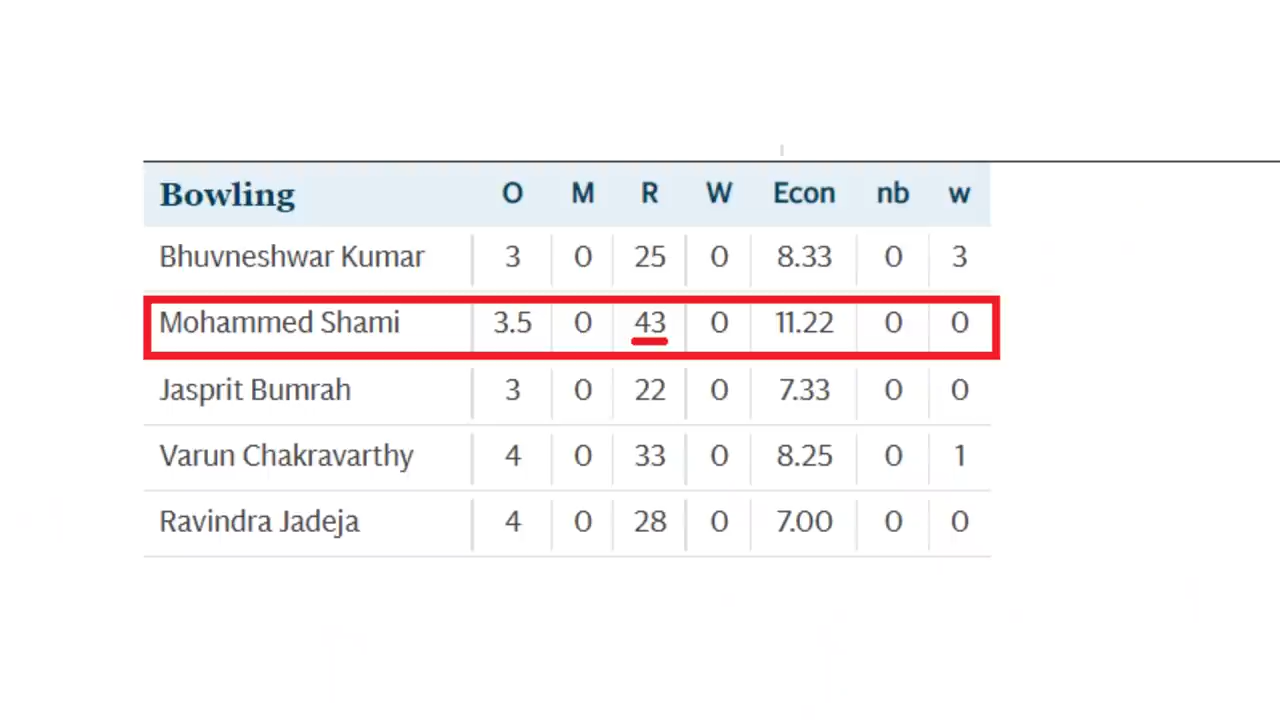 Bowling O M R W Econ nb w
Bhuvneshwar Kumar 3 0 25 0 8.33 0 3
Mohammed Shami 3.5 0 43 0 11.22 0 0
Jasprit Bumrah 3 0 22 0 7.33 0 0
Varun Chakravarthy 4 0 33 0 8.25 0 1
Ravindra Jadeja 4 0 28 0 7.00 0 0